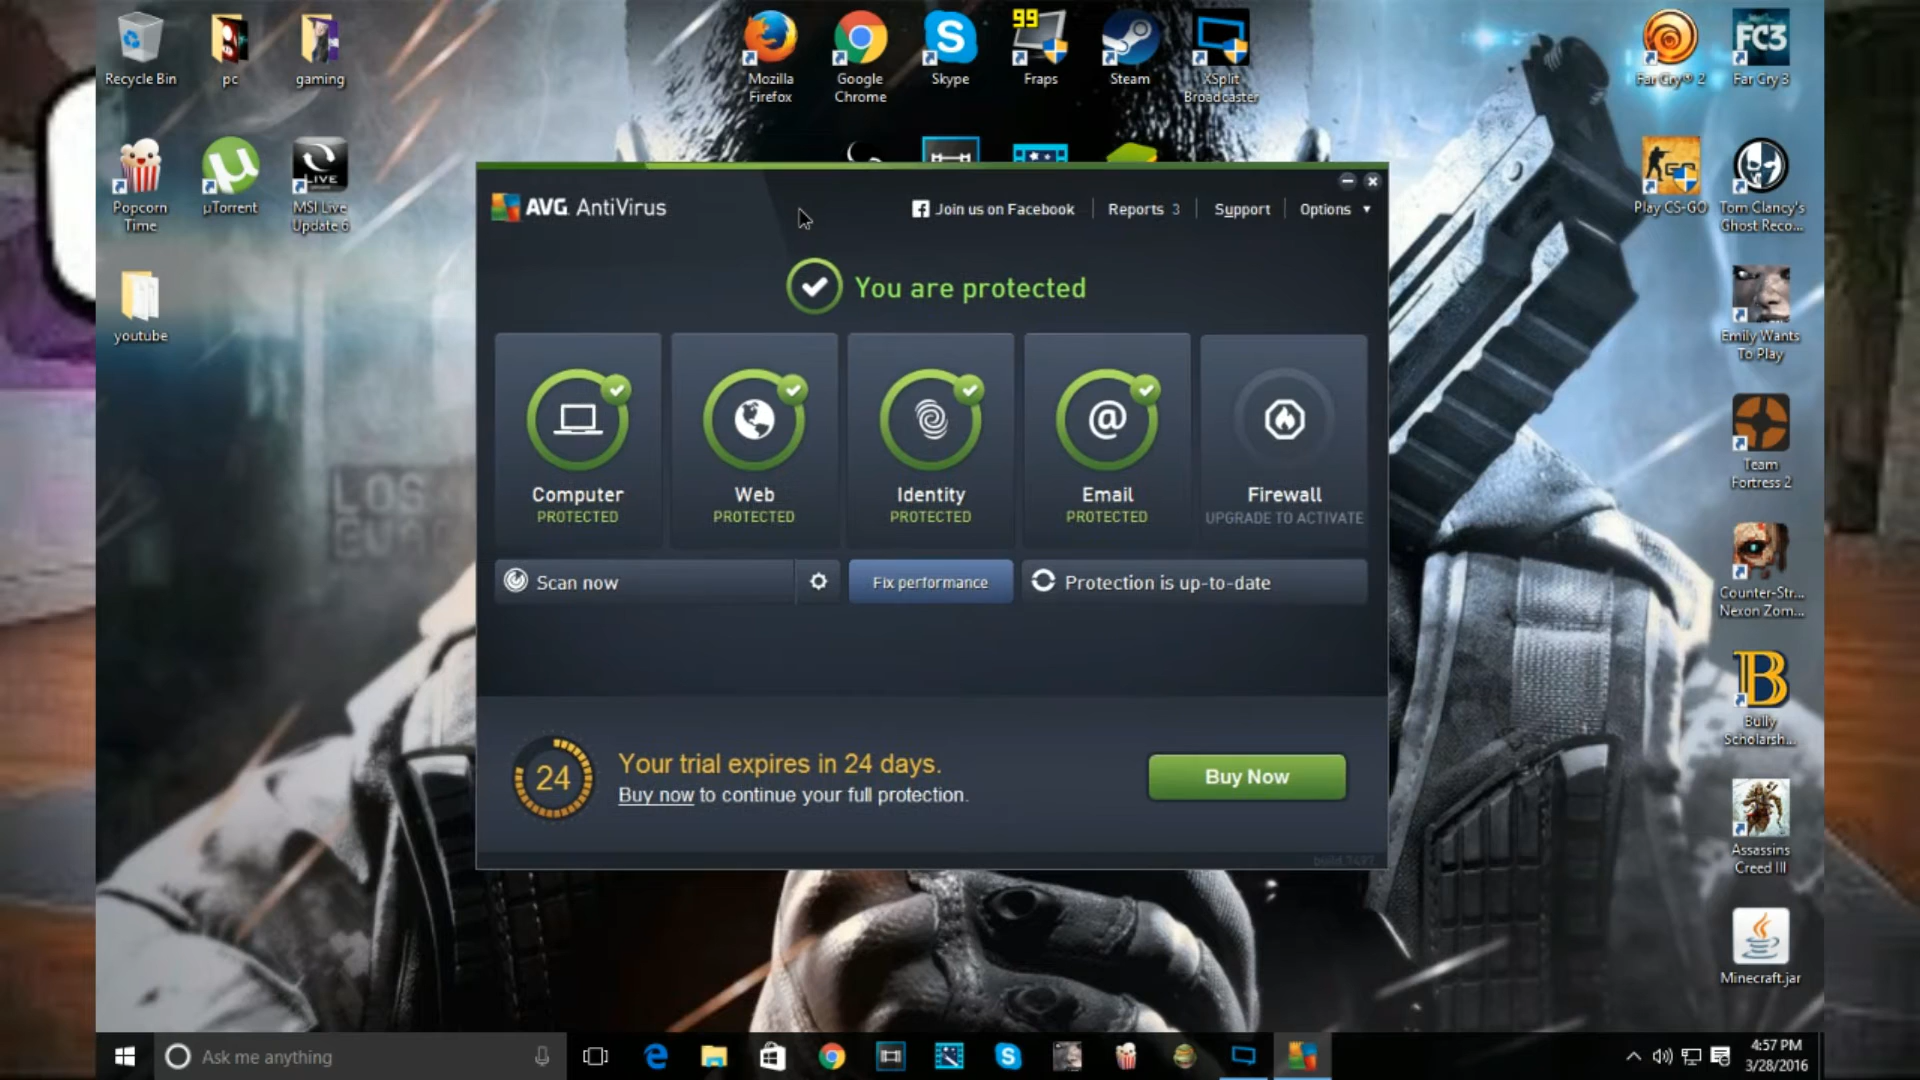 Recycle Bin
pc
gaming
Mozilla
Firefox
Google
Chrome
Skype
99
Fraps
Steam
XSplit
Broadcaster
Far Cry® 2
FC3
Far Cry 3
Popcorn
Time
µTorrent
LIVE
MSI Live
Update 6
GO
Play CS-GO
Tom Clancy's
Ghost Reco...
youtube
Emily Wants
To Play
Team
Fortress 2
Counter-Str...
Nexon Zom...
B
Bully
Scholarsh...
Assassins
Creed III
Minecraft.jar
LOS
AVG AntiVirus
Join us on Facebook
Reports 3
Support
Options
You are protected
Computer
PROTECTED
Web
PROTECTED
Identity
PROTECTED
Email
PROTECTED
Firewall
UPGRADE TO ACTIVATE
Scan now
Fix performance
Protection is up-to-date
24
Your trial expires in 24 days.
Buy now to continue your full protection.
Buy Now
Ask me anything
4:57 PM
3/28/2016